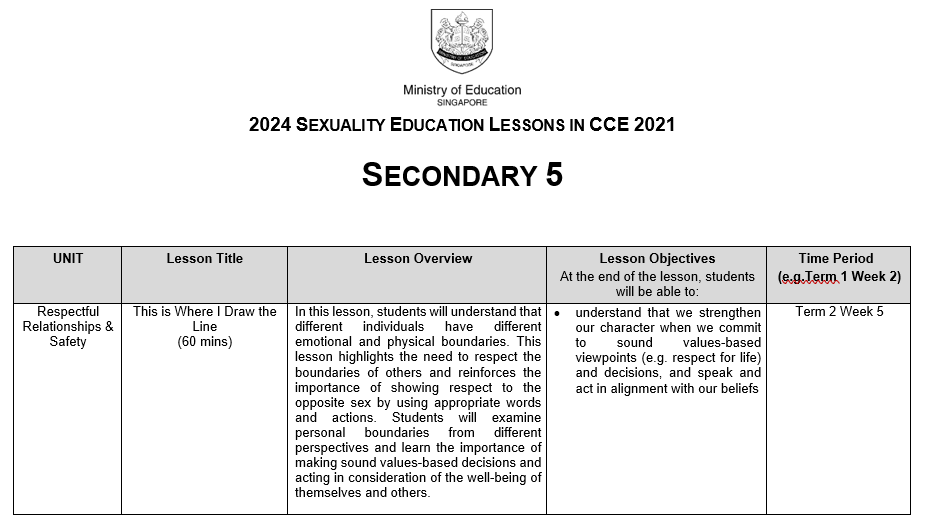 MINISTRY OF EDUCATION
SINGAPORE
Ministry of Education
SINGAPORE
2024 SEXUALITY EDUCATION LESSONS IN CCE 2021
SECONDARY 5
UNIT
Lesson Title
Lesson Overview
Lesson Objectives
At the end of the lesson, students
will be able to:
Time Period
(e.g.Term 1 Week 2)
Respectful
Relationships &
Safety
This is Where I Draw the
Line
(60 mins)
In this lesson, students will understand that
different individuals have different
emotional and physical boundaries. This
lesson highlights the need to respect the
boundaries of others and reinforces the
importance of showing respect to the
opposite sex by using appropriate words
and actions. Students will examine
personal boundaries from different
perspectives and learn the importance of
making sound values-based decisions and
acting in consideration of the well-being of
themselves and others.
• understand that we strengthen
our character when we commit
to sound values-based
viewpoints (e.g. respect for life)
and decisions, and speak and
act in alignment with our beliefs
Term 2 Week 5